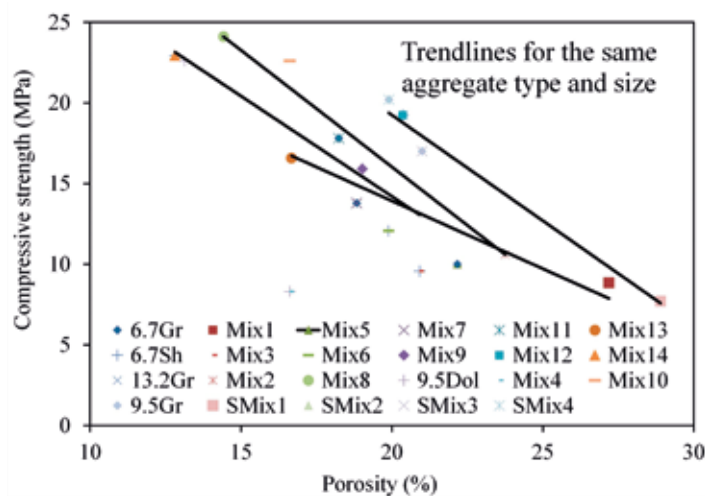 Trendlines for the same
aggregate type and size
Compressive strength (MPa)
25
20
15
10
5
0
6.7Gr Mix1 Mix5 Mix7 Mix11 Mix13
6.7Sh Mix3 Mix6 Mix9 Mix12 Mix14
13.2Gr Mix2 Mix8 9.5Dol Mix4 Mix10
9.5Gr SMix1 SMix2 SMix3 SMix4
10 15 20 25 30
Porosity (%)